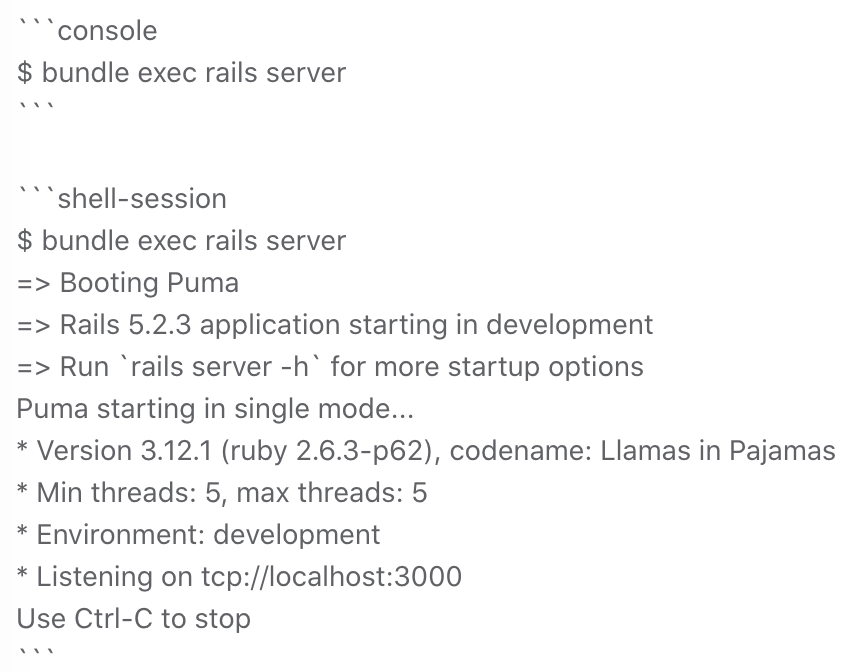 ```console
$ bundle exec rails server
```

```shell-session
$ bundle exec rails server
=> Booting Puma
=> Rails 5.2.3 application starting in development
=> Run `rails server -h` for more startup options
Puma starting in single mode...
* Version 3.12.1 (ruby 2.6.3-p62), codename: Llamas in Pajamas
* Min threads: 5, max threads: 5
* Environment: development
* Listening on tcp://localhost:3000
Use Ctrl-C to stop
```